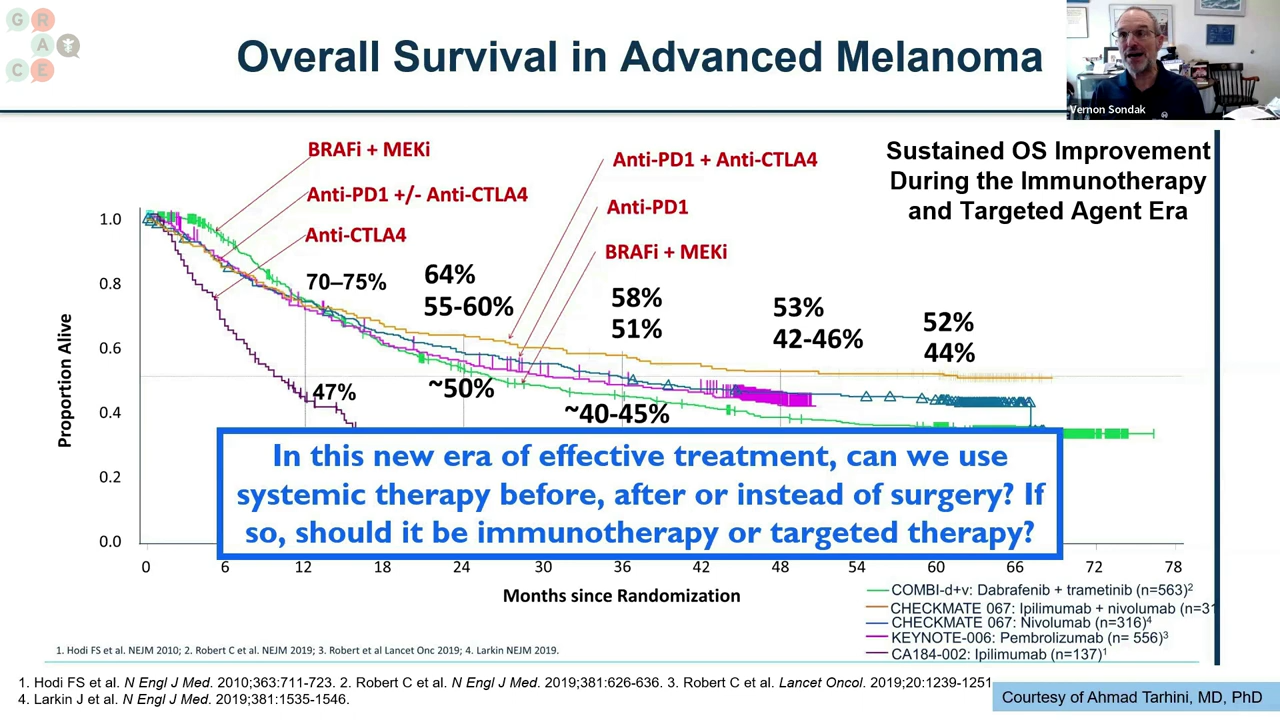 G R
A
C E
Overall Survival in Advanced Melanoma
Vernon Sondak
Sustained OS Improvement
During the Immunotherapy
and Targeted Agent Era
BRAFi + MEKi
Anti-PD1 +/- Anti-CTLA4
Anti-CTLA4
Anti-PD1 + Anti-CTLA4
Anti-PD1
BRAFi + MEKi
Proportion Alive
1.0
0.8
0.6
0.4
0.2
0.0
70–75%
64%
55-60%
58%
51%
53%
42-46%
52%
44%
47%
~50%
~40-45%
In this new era of effective treatment, can we use
systemic therapy before, after or instead of surgery? If
so, should it be immunotherapy or targeted therapy?
0 6 18 24 30 36 42 48 54 60 66 72 78
Months since Randomization
COMBI-d+v: Dabrafenib + trametinib (n=563)2
CHECKMATE 067: Ipilimumab + nivolumab (n=31
CHECKMATE 067: Nivolumab (n=316)4
KEYNOTE-006: Pembrolizumab (n= 556)3
CA184-002: Ipilimumab (n=137)1
1. Hodi FS et al. NEJM 2010; 2. Robert C et al. NEJM 2019; 3. Robert et al Lancet Onc 2019; 4. Larkin NEJM 2019.
1. Hodi FS et al. N Engl J Med. 2010;363:711-723. 2. Robert C et al. N Engl J Med. 2019;381:626-636. 3. Robert C et al. Lancet Oncol. 2019;20:1239-1251
4. Larkin J et al. N Engl J Med. 2019;381:1535-1546.
Courtesy of Ahmad Tarhini, MD, PhD